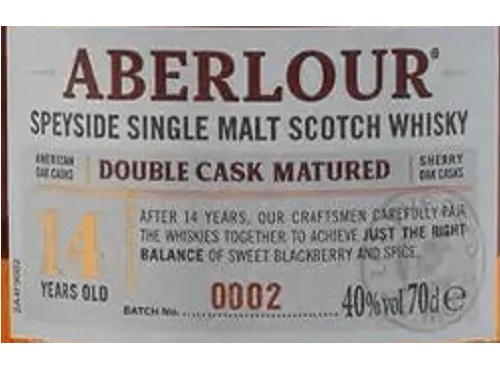 ABERLOUR®
SPEYSIDE SINGLE MALT SCOTCH WHISKY
AMERICAN
OAK CASKS
DOUBLE CASK MATURED
SHERRY
OAK CASKS
14
YEARS OLD
AFTER 14 YEARS, OUR CRAFTSMEN CAREFULLY PAIR
THE WHISKIES TOGETHER TO ACHIEVE JUST THE RIGHT
BALANCE OF SWEET BLACKBERRY AND SPICE.
BATCH No. 0002
40%vol 70cl e